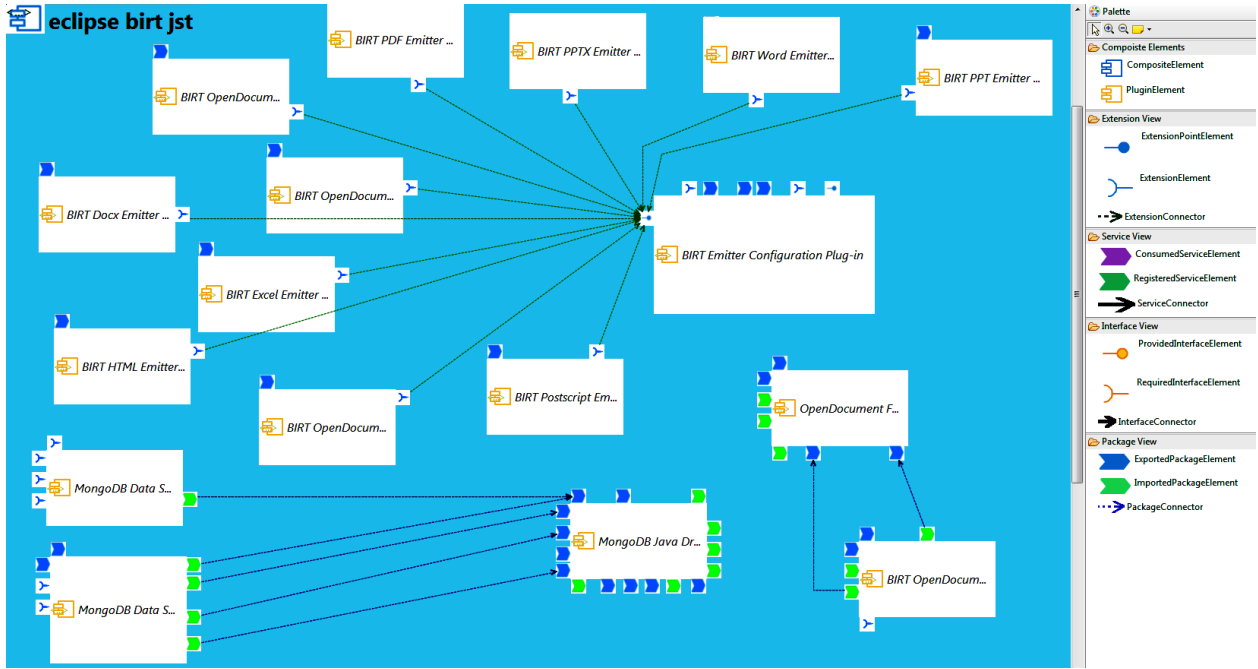 eclipse birt jst
BIRT PDF Emitter ...
BIRT PPTX Emitter ...
BIRT Word Emitter...
BIRT PPT Emitter ...
BIRT OpenDocum...
BIRT OpenDocum...
BIRT Docx Emitter ...
BIRT Emitter Configuration Plug-in
BIRT Excel Emitter ...
BIRT HTML Emitter...
BIRT Postscript Em...
BIRT OpenDocum...
OpenDocument F...
MongoDB Data S...
MongoDB Java Dr...
BIRT OpenDocum...
MongoDB Data S...
Palette
Composite Elements
CompositeElement
PluginElement
Extension View
ExtensionPointElement
ExtensionElement
ExtensionConnector
Service View
ConsumedServiceElement
RegisteredServiceElement
ServiceConnector
Interface View
ProvidedInterfaceElement
RequiredInterfaceElement
InterfaceConnector
Package View
ExportedPackageElement
ImportedPackageElement
PackageConnector